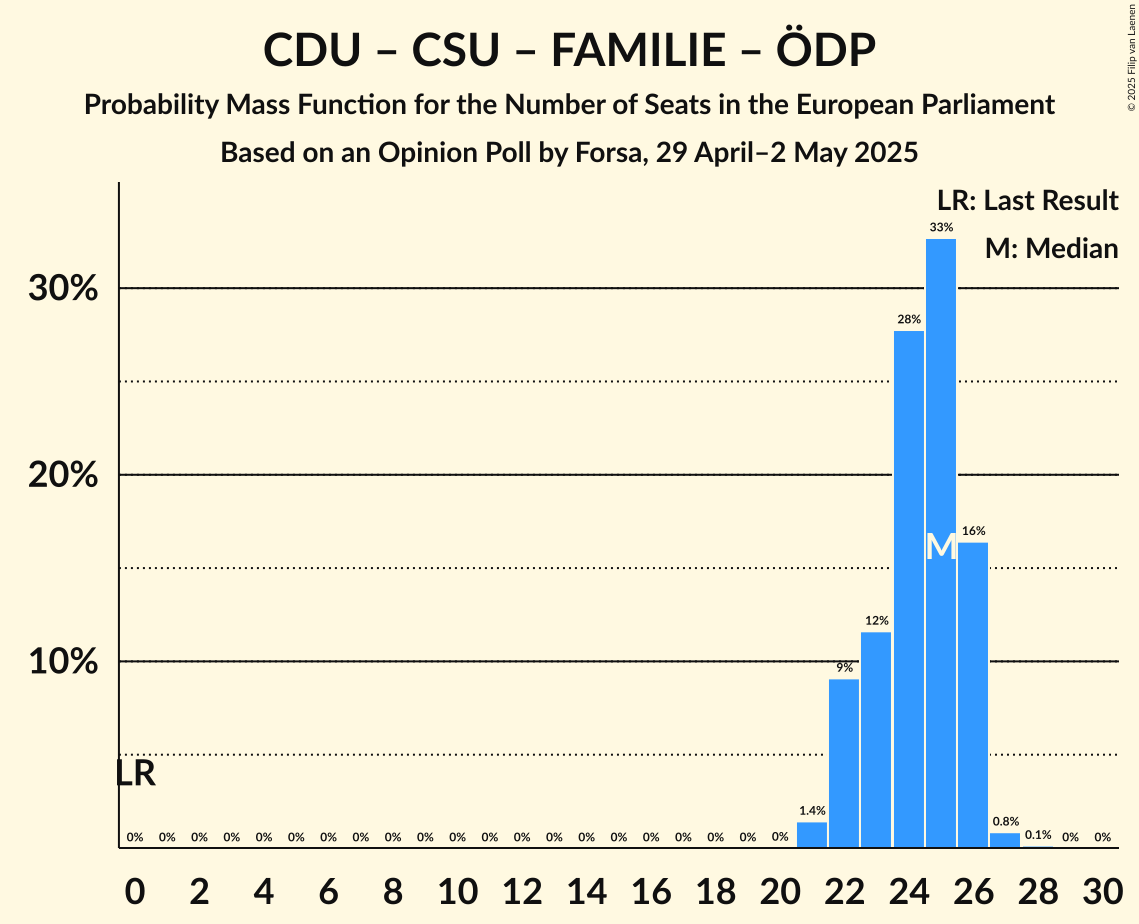 CDU – CSU – FAMILIE – ÖDP
Probability Mass Function for the Number of Seats in the European Parliament
Based on an Opinion Poll by Forsa, 29 April–2 May 2025
© 2025 Filip van Laenen
LR: Last Result
M: Median
33%
30%
28%
20%
M
16%
12%
10%
9%
LR
1.4%
0.8%
0% 0% 0% 0% 0% 0% 0% 0% 0% 0% 0% 0% 0% 0% 0% 0% 0% 0% 0% 0% 0% 0.1% 0% 0%
0 2 4 6 8 10 12 14 16 18 20 22 24 26 28 30